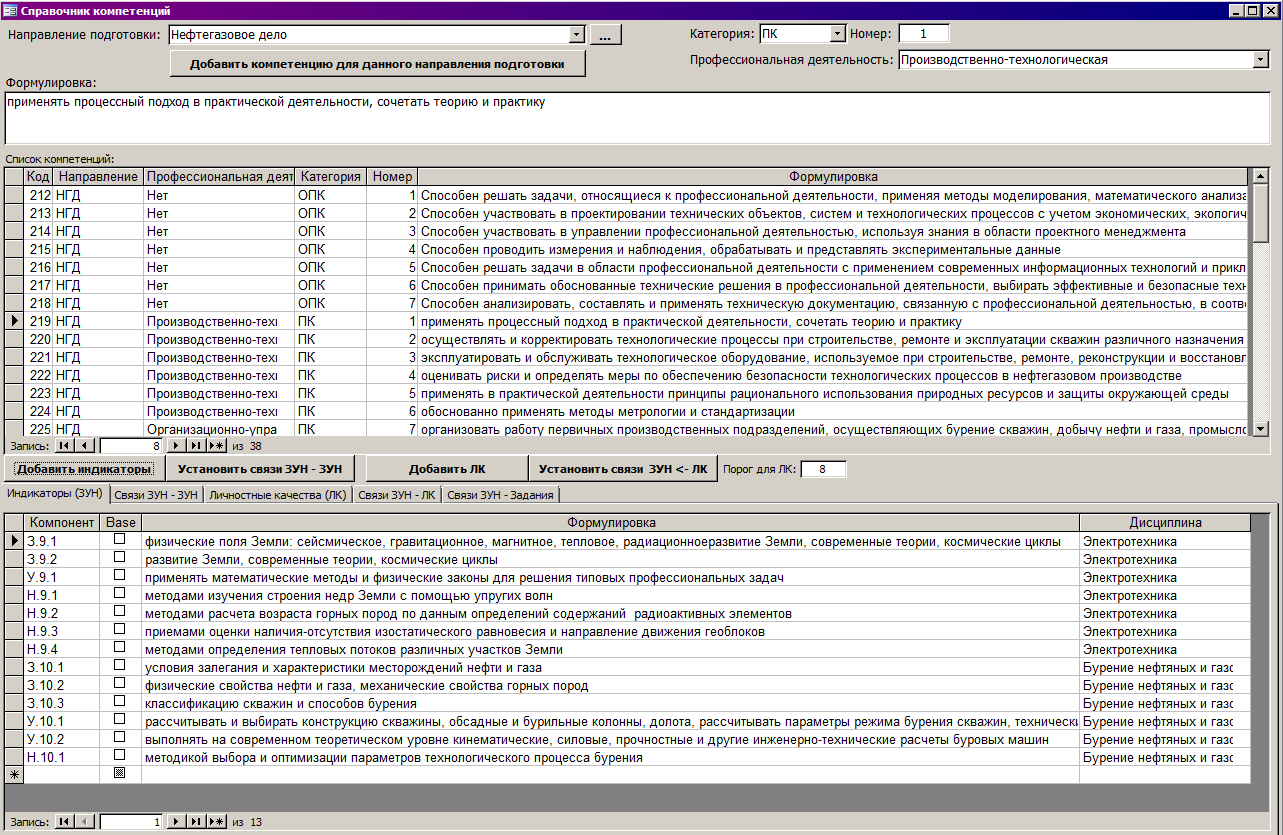 Справочник компетенций
Направление подготовки: Нефтегазовое дело ... Категория: ПК Номер: 1
Добавить компетенцию для данного направления подготовки Профессиональная деятельность: Производственно-технологическая
Формулировка:
применять процессный подход в практической деятельности, сочетать теорию и практику
Список компетенций:
Код Направление Профессиональная деят Категория Номер Формулировка
212 НГД Нет ОПК 1 Способен решать задачи, относящиеся к профессиональной деятельности, применяя методы моделирования, математического анализа
213 НГД Нет ОПК 2 Способен участвовать в проектировании технических объектов, систем и технологических процессов с учетом экономических, экологич
214 НГД Нет ОПК 3 Способен участвовать в управлении профессиональной деятельностью, используя знания в области проектного менеджмента
215 НГД Нет ОПК 4 Способен проводить измерения и наблюдения, обрабатывать и представлять экспериментальные данные
216 НГД Нет ОПК 5 Способен решать задачи в области профессиональной деятельности с применением современных информационных технологий и прикл
217 НГД Нет ОПК 6 Способен принимать обоснованные технические решения в профессиональной деятельности, выбирать эффективные и безопасные техн
218 НГД Нет ОПК 7 Способен анализировать, составлять и применять техническую документацию, связанную с профессиональной деятельностью, в соотв
219 НГД Производственно-техн ПК 1 применять процессный подход в практической деятельности, сочетать теорию и практику
220 НГД Производственно-техн ПК 2 осуществлять и корректировать технологические процессы при строительстве, ремонте и эксплуатации скважин различного назначения
221 НГД Производственно-техн ПК 3 эксплуатировать и обслуживать технологическое оборудование, используемое при строительстве, ремонте, реконструкции и восстановл
222 НГД Производственно-техн ПК 4 оценивать риски и определять меры по обеспечению безопасности технологических процессов в нефтегазовом производстве
223 НГД Производственно-техн ПК 5 применять в практической деятельности принципы рационального использования природных ресурсов и защиты окружающей среды
224 НГД Производственно-техн ПК 6 обоснованно применять методы метрологии и стандартизации
225 НГД Организационно-упра ПК 7 организовать работу первичных производственных подразделений, осуществляющих бурение скважин, добычу нефти и газа, промысло
Запись: 8 из 38
Добавить индикаторы Установить связи ЗУН - ЗУН Добавить ЛК Установить связи ЗУН <- ЛК Порог для ЛК: 8
Индикаторы (ЗУН) Связи ЗУН - ЗУН Личностные качества (ЛК) Связи ЗУН - ЛК Связи ЗУН - Задания
Компонент Base Формулировка Дисциплина
З.9.1 физические поля Земли: сейсмическое, гравитационное, магнитное, тепловое, радиационноеразвитие Земли, современные теории, космические циклы Электротехника
З.9.2 развитие Земли, современные теории, космические циклы Электротехника
У.9.1 применять математические методы и физические законы для решения типовых профессиональных задач Электротехника
Н.9.1 методами изучения строения недр Земли с помощью упругих волн Электротехника
Н.9.2 методами расчета возраста горных пород по данным определений содержаний радиоактивных элементов Электротехника
Н.9.3 приемами оценки наличия-отсутствия изостатического равновесия и направление движения геоблоков Электротехника
Н.9.4 методами определения тепловых потоков различных участков Земли Электротехника
З.10.1 условия залегания и характеристики месторождений нефти и газа Бурение нефтяных и газо
З.10.2 физические свойства нефти и газа, механические свойства горных пород Бурение нефтяных и газо
З.10.3 классификацию скважин и способов бурения Бурение нефтяных и газо
У.10.1 рассчитывать и выбирать конструкцию скважины, обсадные и бурильные колонны, долота, рассчитывать параметры режима бурения скважин, технически Бурение нефтяных и газо
У.10.2 выполнять на современном теоретическом уровне кинематические, силовые, прочностные и другие инженерно-технические расчеты буровых машин Бурение нефтяных и газо
Н.10.1 методикой выбора и оптимизации параметров технологического процесса бурения Бурение нефтяных и газо
Запись: 1 из 13